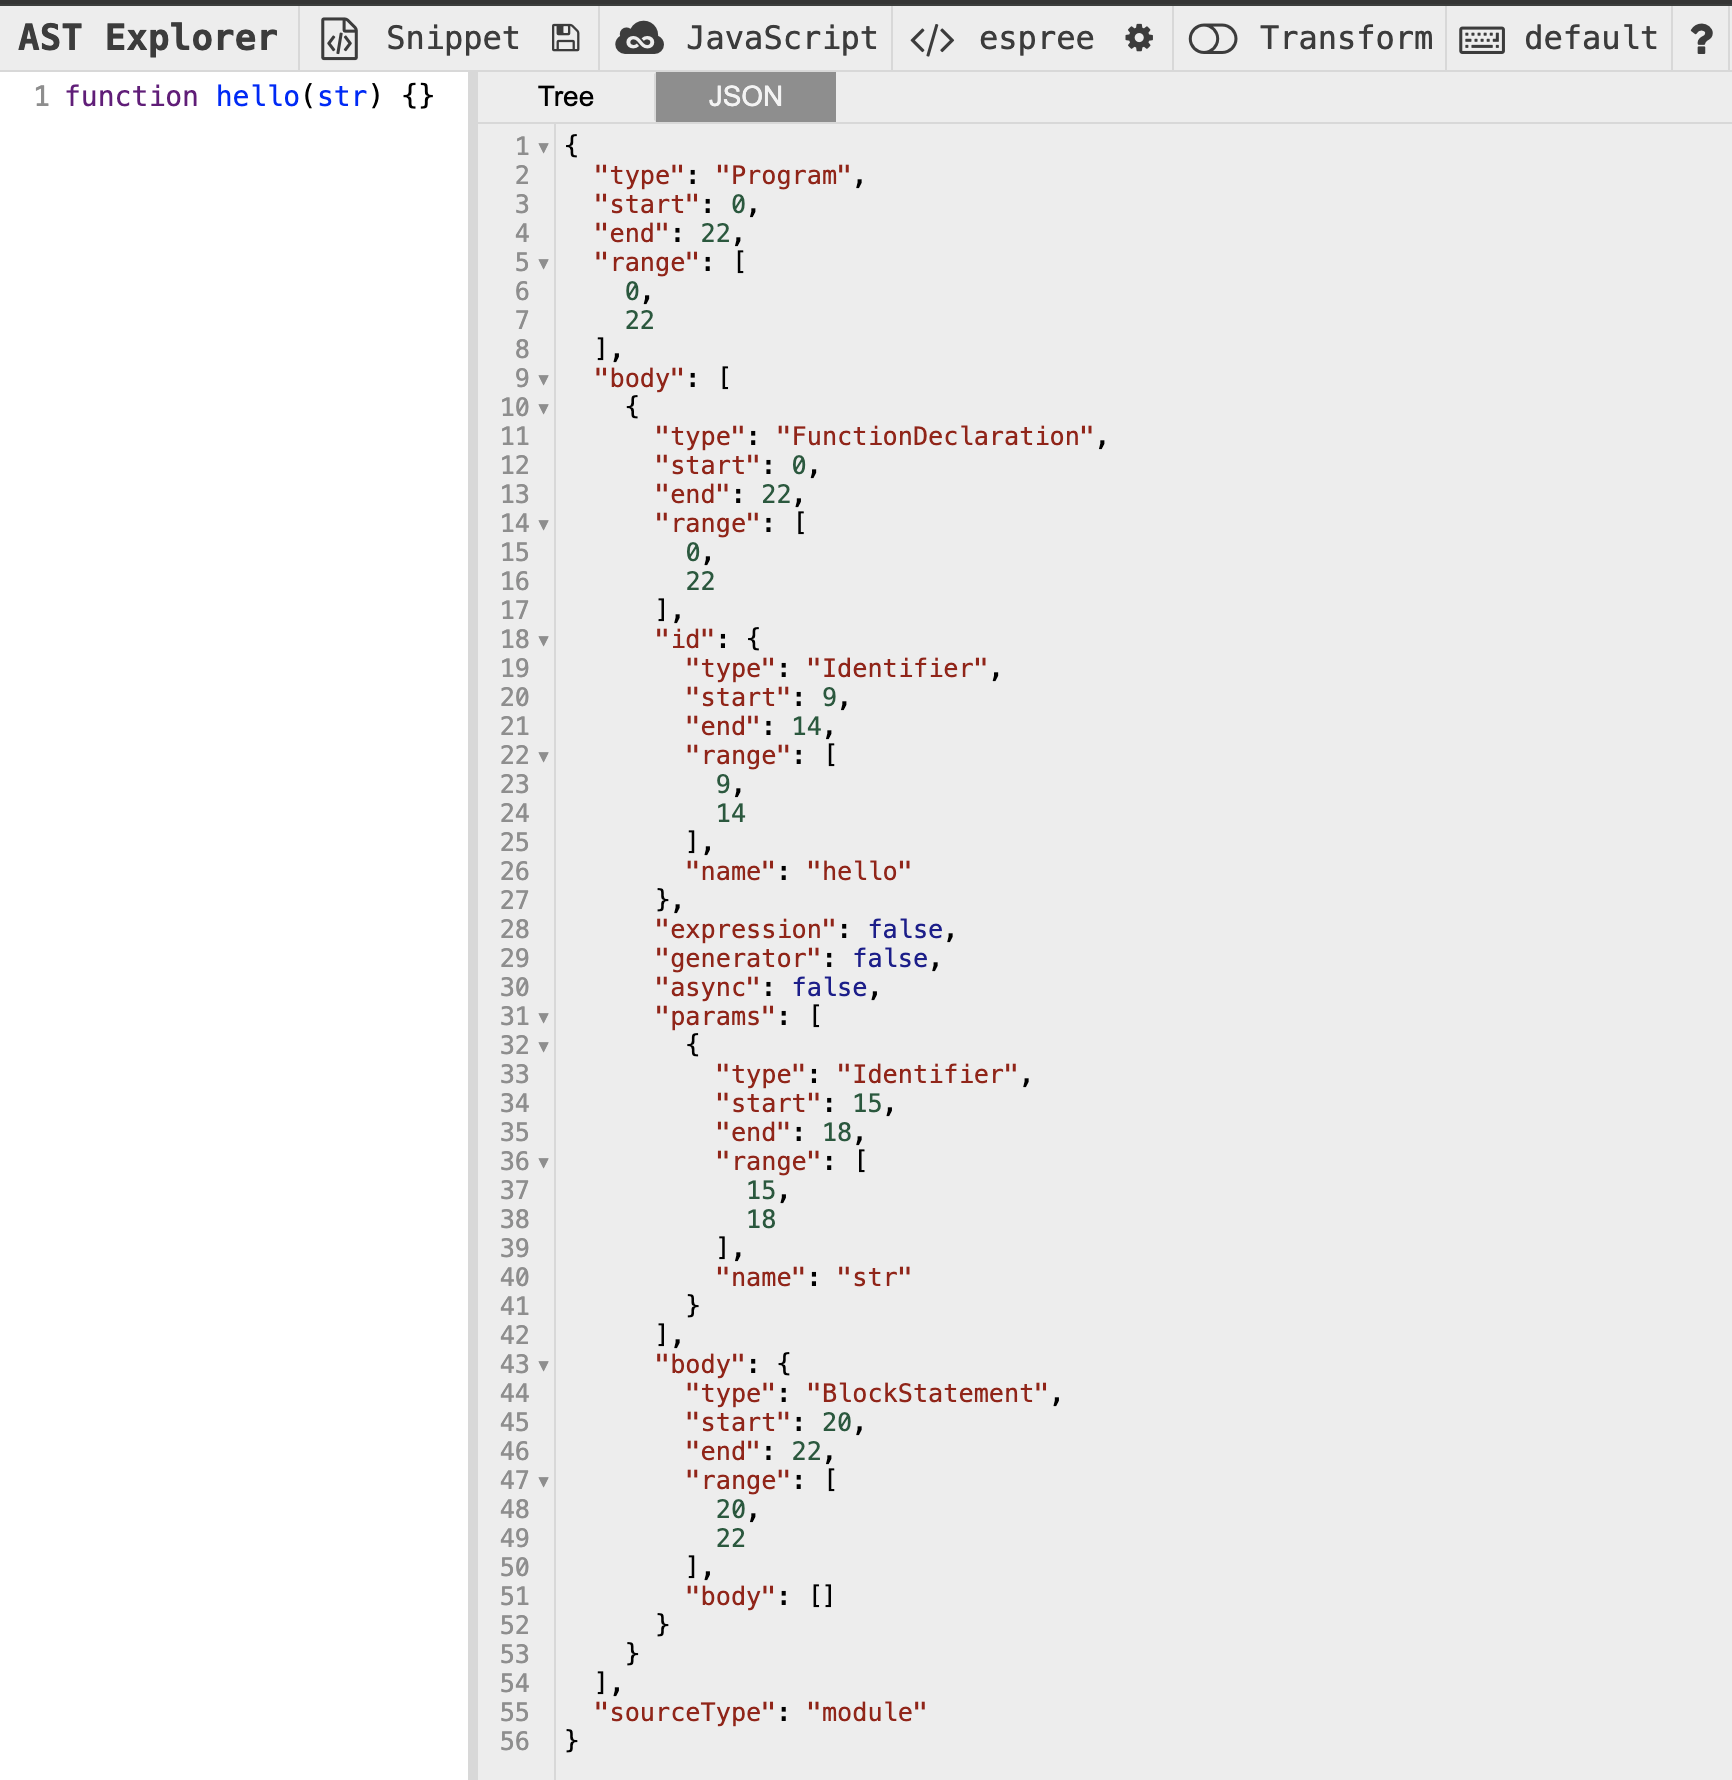 AST Explorer Snippet JavaScript </> espree Transform default ?
1 function hello(str) {}
Tree JSON
1 {
2   "type": "Program",
3   "start": 0,
4   "end": 22,
5   "range": [
6     0,
7     22
8   ],
9   "body": [
10     {
11       "type": "FunctionDeclaration",
12       "start": 0,
13       "end": 22,
14       "range": [
15         0,
16         22
17       ],
18       "id": {
19         "type": "Identifier",
20         "start": 9,
21         "end": 14,
22         "range": [
23           9,
24           14
25         ],
26         "name": "hello"
27       },
28       "expression": false,
29       "generator": false,
30       "async": false,
31       "params": [
32         {
33           "type": "Identifier",
34           "start": 15,
35           "end": 18,
36           "range": [
37             15,
38             18
39           ],
40           "name": "str"
41         }
42       ],
43       "body": {
44         "type": "BlockStatement",
45         "start": 20,
46         "end": 22,
47         "range": [
48           20,
49           22
50         ],
51         "body": []
52       }
53     }
54   ],
55   "sourceType": "module"
56 }